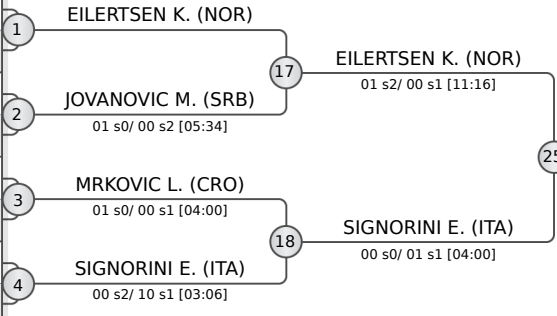 EILERTSEN K. (NOR)
1
17
EILERTSEN K. (NOR)
01 s2/ 00 s1 [11:16]
JOVANOVIC M. (SRB)
2
01 s0/ 00 s2 [05:34]
25
MRKOVIC L. (CRO)
3
01 s0/ 00 s1 [04:00]
SIGNORINI E. (ITA)
18
00 s0/ 01 s1 [04:00]
SIGNORINI E. (ITA)
4
00 s2/ 10 s1 [03:06]